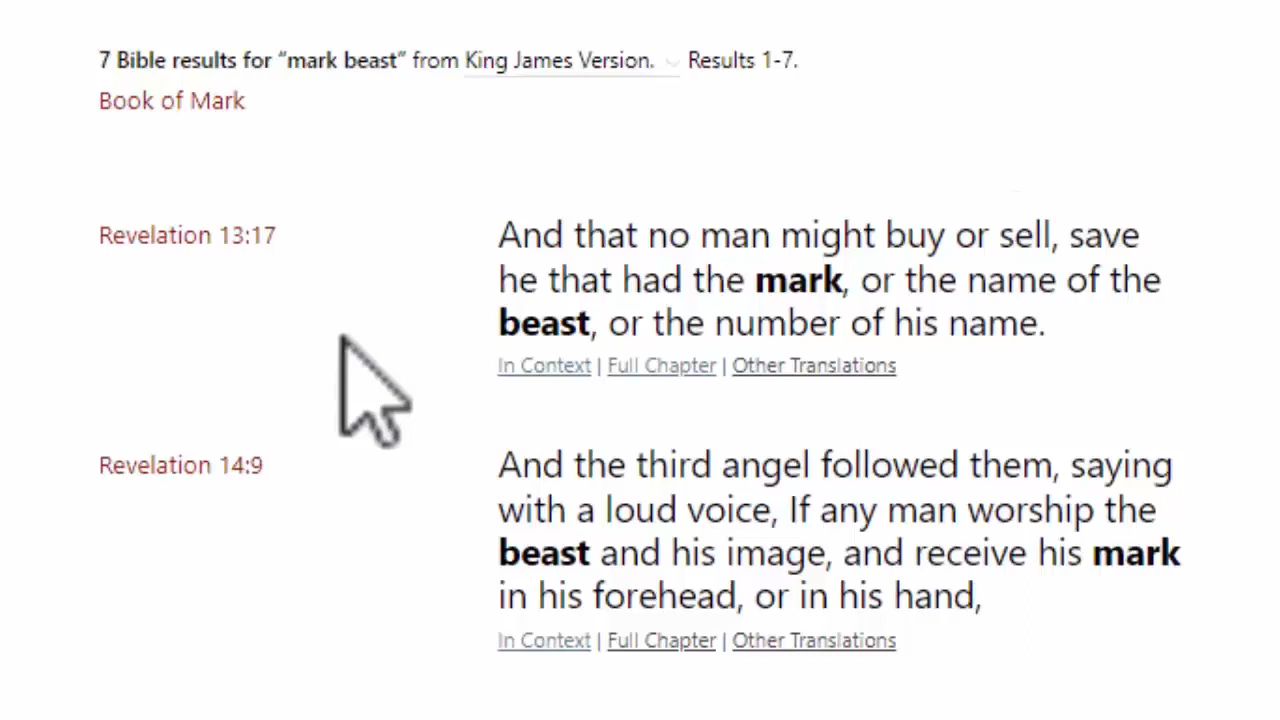 7 Bible results for “mark beast” from King James Version. Results 1-7.
Book of Mark
Revelation 13:17
And that no man might buy or sell, save
he that had the mark, or the name of the
beast, or the number of his name.
In Context | Full Chapter | Other Translations
Revelation 14:9
And the third angel followed them, saying
with a loud voice, If any man worship the
beast and his image, and receive his mark
in his forehead, or in his hand,
In Context | Full Chapter | Other Translations